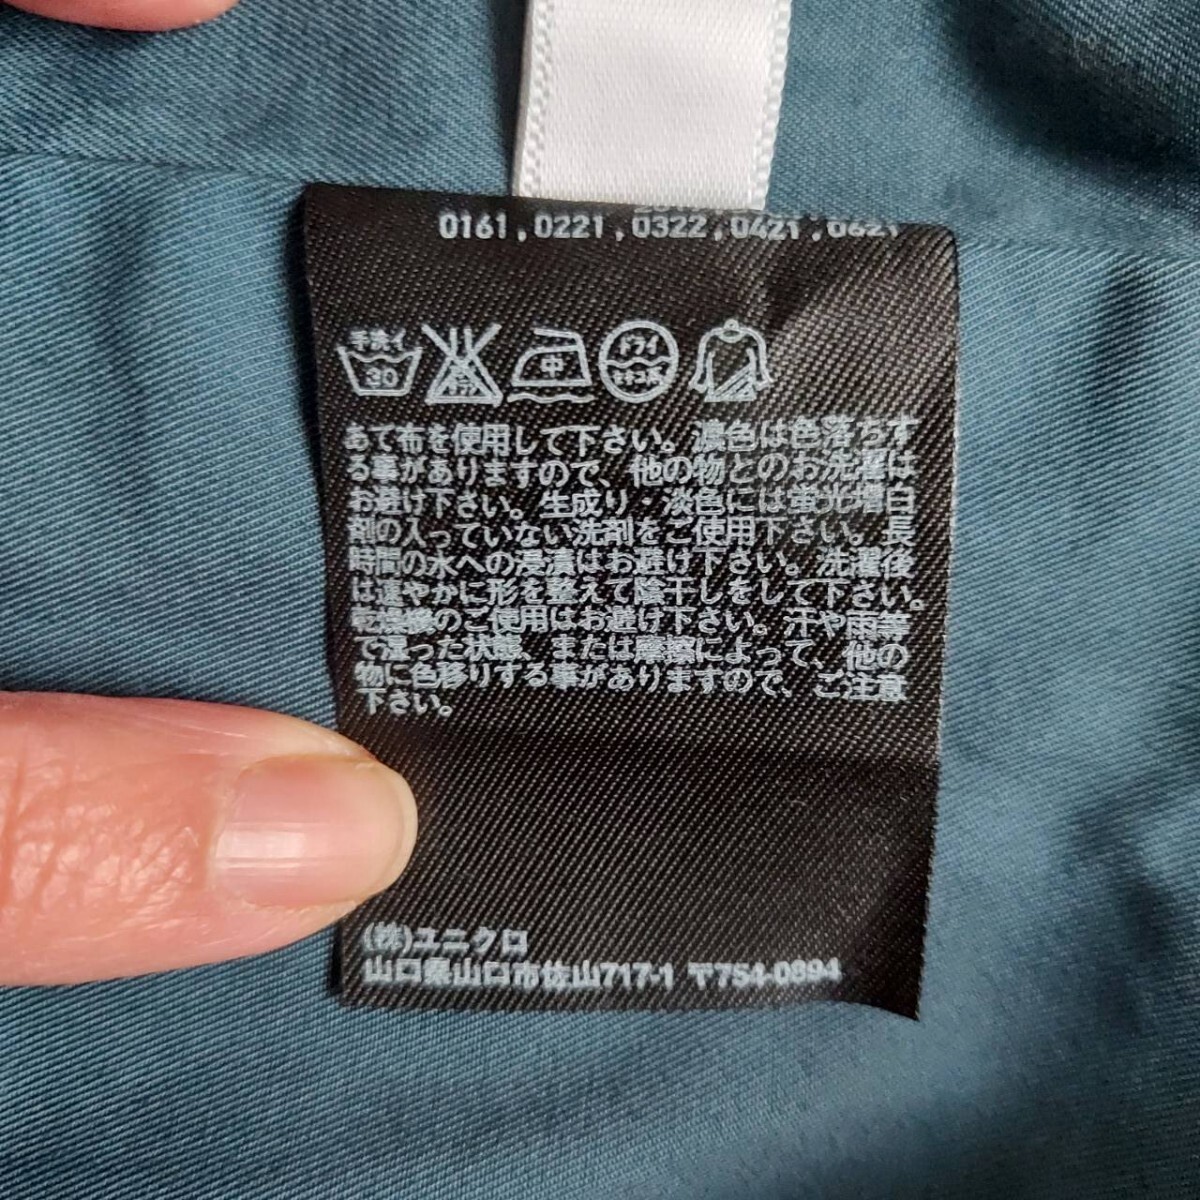 0161,0221,0322,0421,0621
手洗イ
30
エンソサラシ
中
ドライ
セキユ系
あて布を使用して下さい。濃色は色落ちす
る事がありますので、他の物とのお洗濯は
お避け下さい。生成り・淡色には蛍光増白
剤の入っていない洗剤をご使用下さい。長
時間の水への浸漬はお避け下さい。洗濯後
は速やかに形を整えて陰干しをして下さい。
乾燥機のご使用はお避け下さい。汗や雨等
で湿った状態、または摩擦によって、他の
物に色移りする事がありますので、ご注意
下さい。
(株)ユニクロ
山口県山口市佐山717-1 〒754-0894